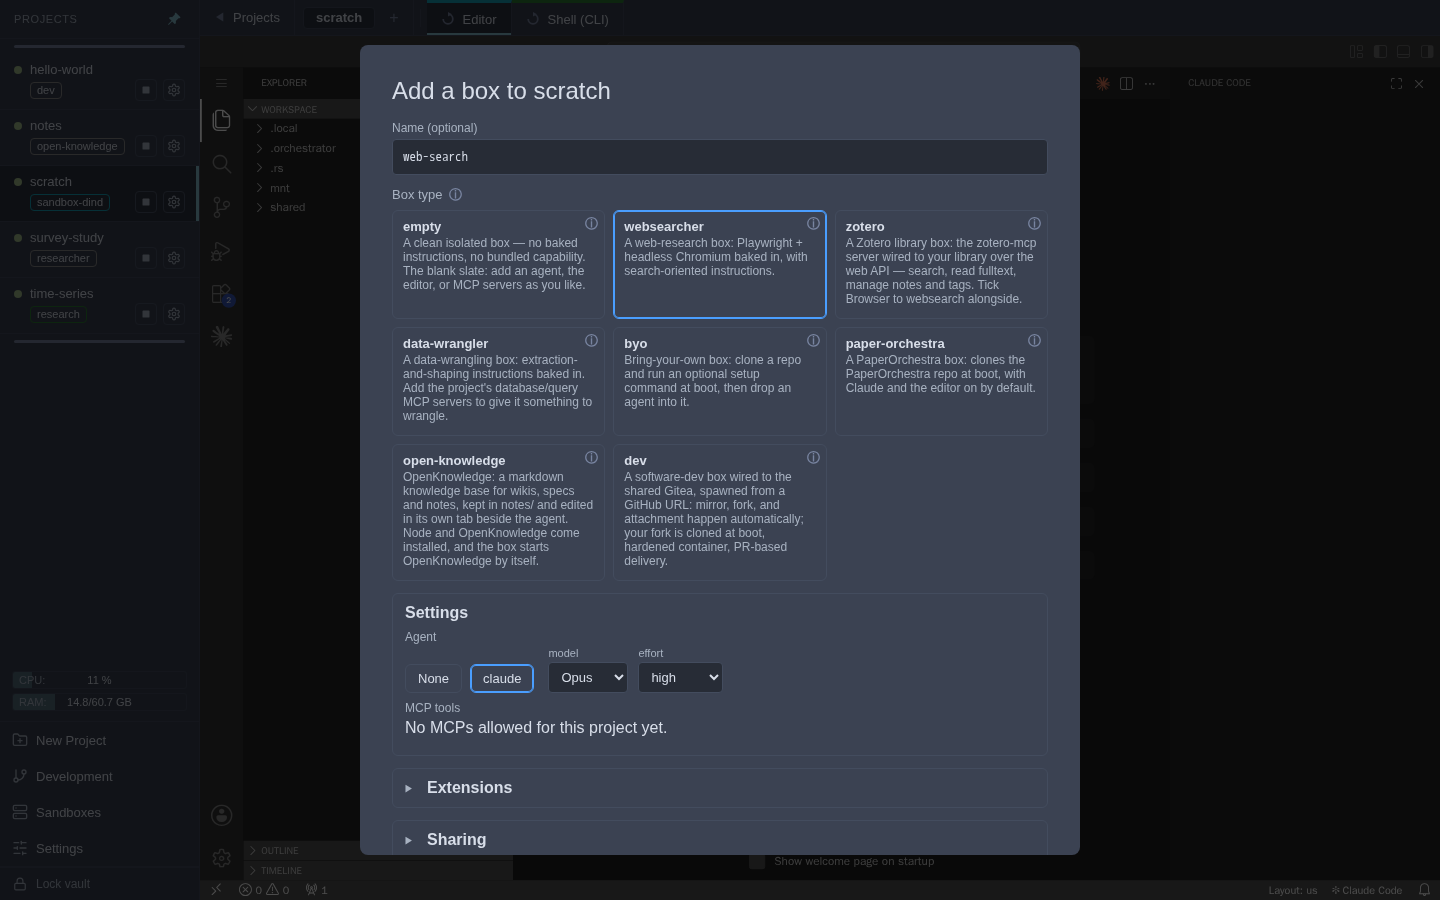 PROJECTS
Projects
scratch
+
Editor
Shell (CLI)
hello-world
dev
notes
open-knowledge
scratch
sandbox-dind
survey-study
researcher
time-series
research
CPU: 11 %
RAM: 14.8/60.7 GB
New Project
Development
Sandboxes
Settings
Lock vault
EXPLORER
WORKSPACE
.local
.orchestrator
.rs
mnt
shared
2
OUTLINE
TIMELINE
CLAUDE CODE
Add a box to scratch
Name (optional)
web-search
Box type
empty
A clean isolated box — no baked
instructions, no bundled capability.
The blank slate: add an agent, the
editor, or MCP servers as you like.
websearcher
A web-research box: Playwright +
headless Chromium baked in, with
search-oriented instructions.
zotero
A Zotero library box: the zotero-mcp
server wired to your library over the
web API — search, read fulltext,
manage notes and tags. Tick
Browser to websearch alongside.
data-wrangler
A data-wrangling box: extraction-
and-shaping instructions baked in.
Add the project's database/query
MCP servers to give it something to
wrangle.
byo
Bring-your-own box: clone a repo
and run an optional setup
command at boot, then drop an
agent into it.
paper-orchestra
A PaperOrchestra box: clones the
PaperOrchestra repo at boot, with
Claude and the editor on by default.
open-knowledge
OpenKnowledge: a markdown
knowledge base for wikis, specs
and notes, kept in notes/ and edited
in its own tab beside the agent.
Node and OpenKnowledge come
installed, and the box starts
OpenKnowledge by itself.
dev
A software-dev box wired to the
shared Gitea, spawned from a
GitHub URL: mirror, fork, and
attachment happen automatically;
your fork is cloned at boot,
hardened container, PR-based
delivery.
Settings
Agent
None
claude
model
Opus
effort
high
MCP tools
No MCPs allowed for this project yet.
Extensions
Sharing
Show welcome page on startup
0 0 1
Layout: us
Claude Code